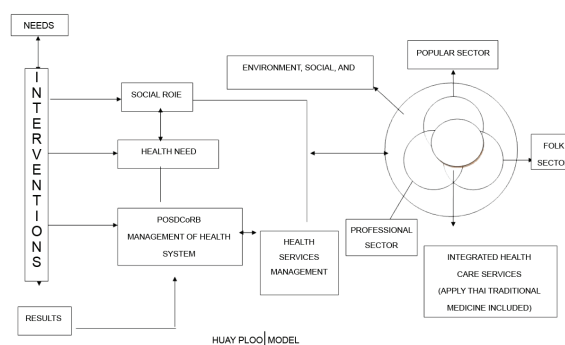 NEEDS
INTERVENTIONS
SOCIAL ROIE
HEALTH NEED
POSDCoRB
MANAGEMENT OF HEALTH
SYSTEM
RESULTS
HEALTH
SERVICES
MANAGEMENT
ENVIRONMENT, SOCIAL, AND
POPULAR SECTOR
FOLK
SECTO
PROFESSIONAL
SECTOR
INTEGRATED HEALTH
CARE SERVICES
(APPLY THAI TRADITIONAL
MEDICINE INCLUDED)
HUAY PLOO MODEL